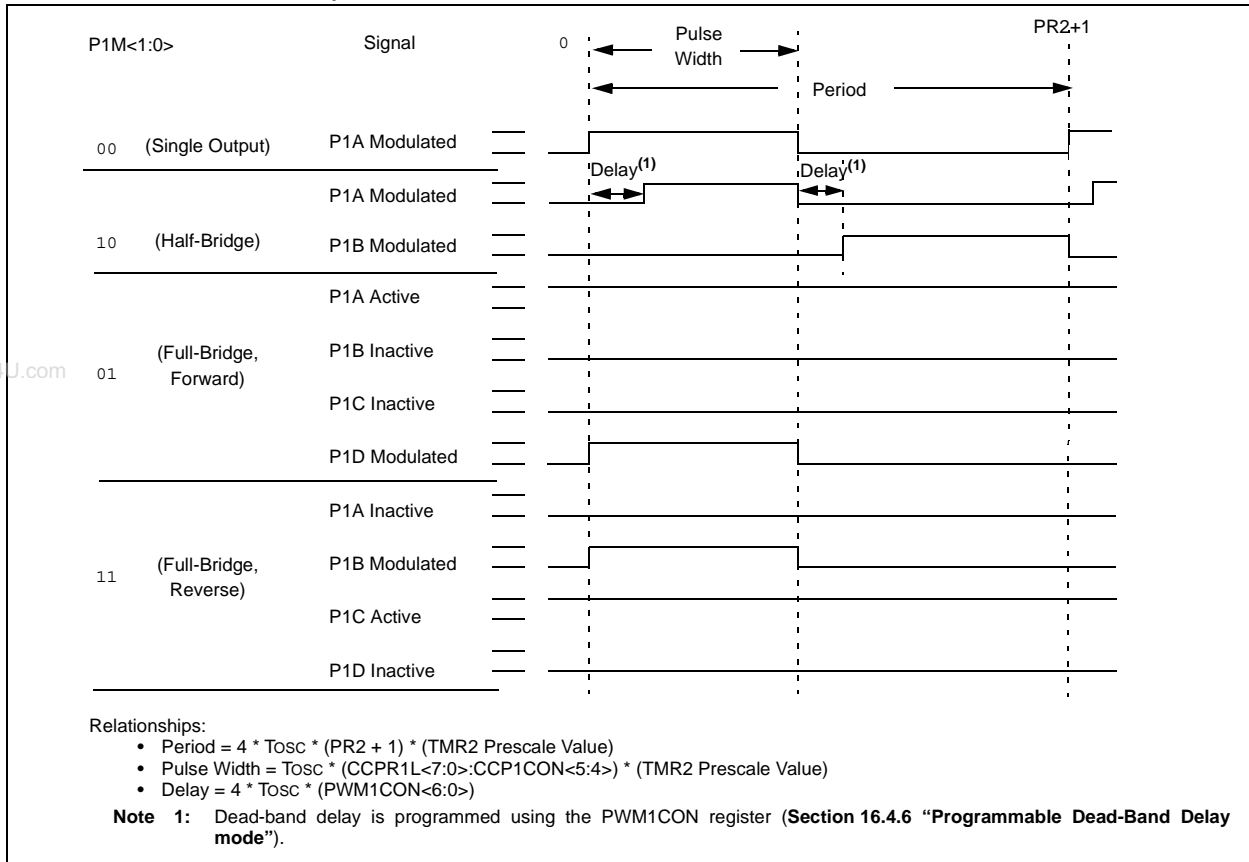 P1M<1:0> Signal 0 Pulse Width PR2+1
Period
00 (Single Output) P1A Modulated
Delay(1) Delay(1)
P1A Modulated
10 (Half-Bridge) P1B Modulated
P1A Active
(Full-Bridge, P1B Inactive
4U.com 01 Forward)
P1C Inactive
P1D Modulated
P1A Inactive
(Full-Bridge, P1B Modulated
11 Reverse)
P1C Active
P1D Inactive
Relationships:
• Period = 4 * TOSC * (PR2 + 1) * (TMR2 Prescale Value)
• Pulse Width = TOSC * (CCPR1L<7:0>:CCP1CON<5:4>) * (TMR2 Prescale Value)
• Delay = 4 * TOSC * (PWM1CON<6:0>)
Note 1: Dead-band delay is programmed using the PWM1CON register (Section 16.4.6 “Programmable Dead-Band Delay
mode”).